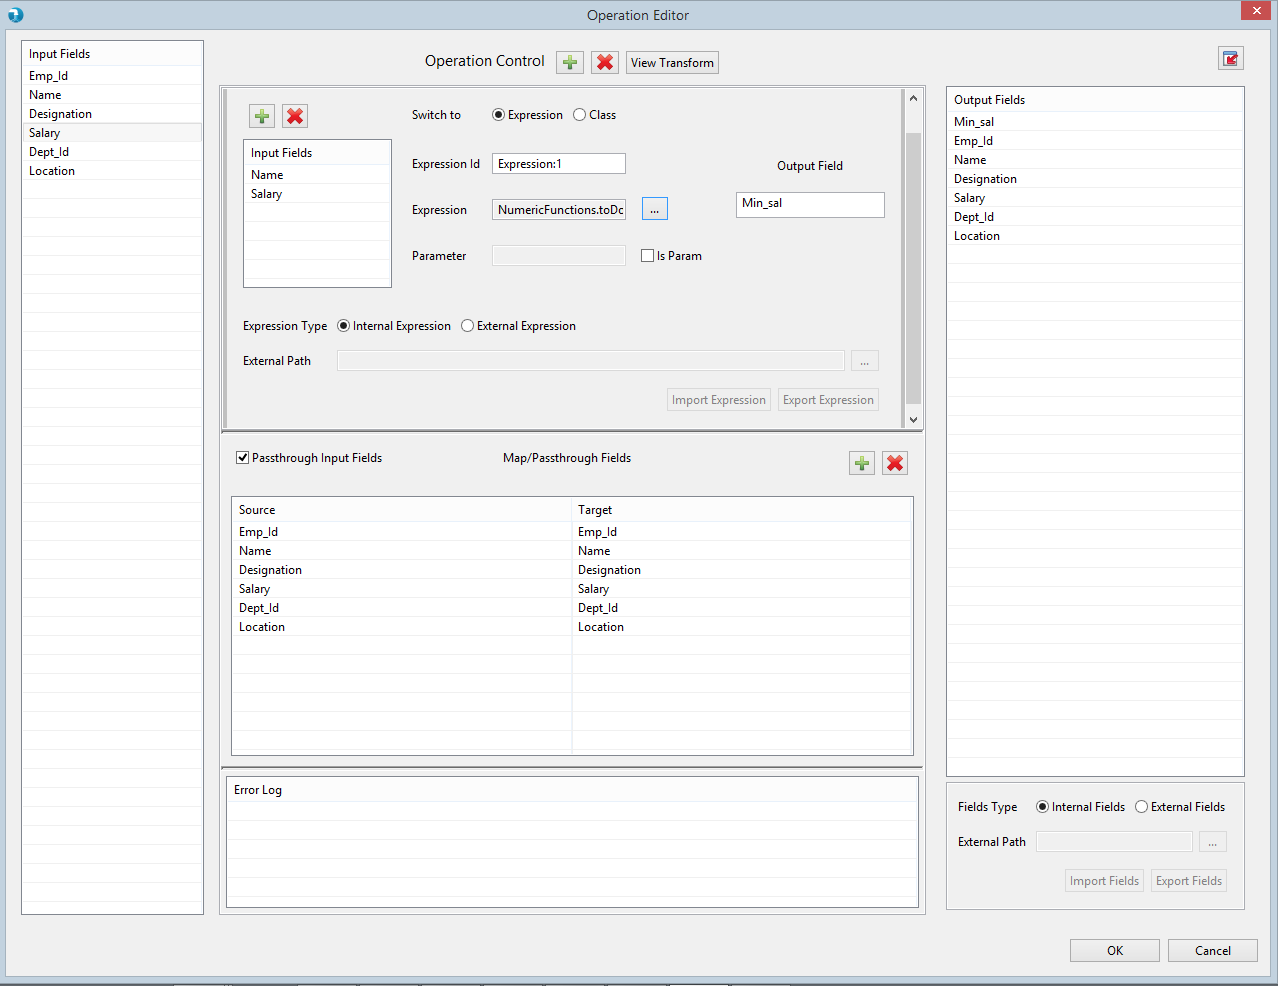 Operation Editor
Input Fields
Emp_Id
Name
Designation
Salary
Dept_Id
Location
Operation Control
View Transform
Switch to
Expression
Class
Input Fields
Name
Salary
Expression Id
Expression:1
Output Field
Expression
NumericFunctions.toDc
...
Min_sal
Parameter
Is Param
Expression Type
Internal Expression
External Expression
External Path
...
Import Expression
Export Expression
Passthrough Input Fields
Map/Passthrough Fields
Source Target
Emp_Id Emp_Id
Name Name
Designation Designation
Salary Salary
Dept_Id Dept_Id
Location Location
Error Log
Output Fields
Min_sal
Emp_Id
Name
Designation
Salary
Dept_Id
Location
Fields Type
Internal Fields
External Fields
External Path
...
Import Fields
Export Fields
OK
Cancel